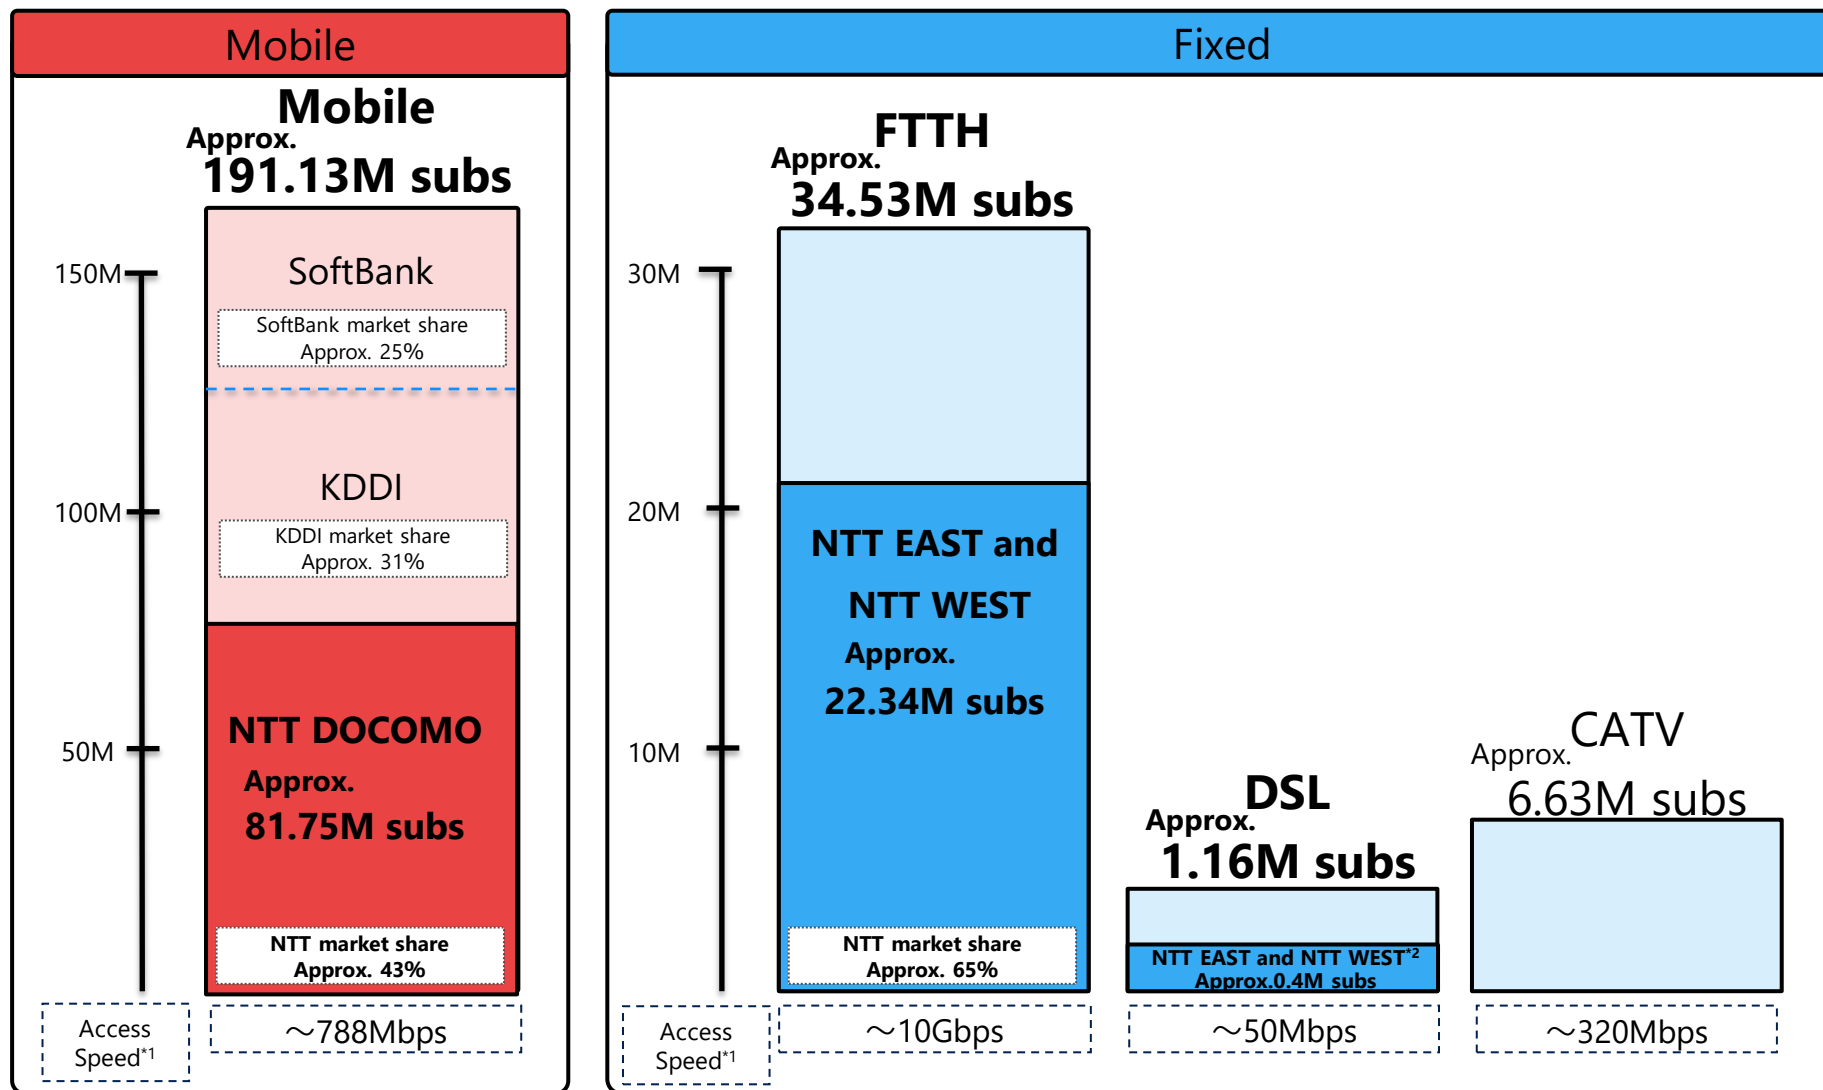 Mobile
Mobile
Approx.
191.13M subs
150M
100M
50M
SoftBank
SoftBank market share
Approx. 25%
KDDI
KDDI market share
Approx. 31%
NTT DOCOMO
Approx.
81.75M subs
NTT market share
Approx. 43%
Access
Speed*1
～788Mbps
Fixed
FTTH
Approx.
34.53M subs
30M
20M
10M
NTT EAST and
NTT WEST
Approx.
22.34M subs
NTT market share
Approx. 65%
DSL
Approx.
1.16M subs
NTT EAST and NTT WEST*2
Approx.0.4M subs
CATV
Approx.
6.63M subs
Access
Speed*1
～10Gbps
～50Mbps
～320Mbps